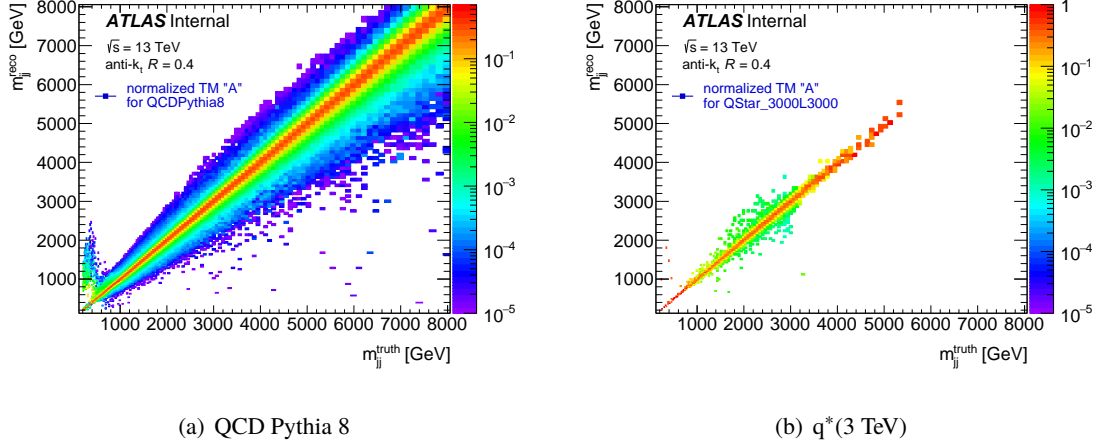 ATLAS Internal
√s = 13 TeV
anti-kₜ R = 0.4
normalized TM "A"
for QCDPythia8
m_jj^reco [GeV]
8000
7000
6000
5000
4000
3000
2000
1000
1000 2000 3000 4000 5000 6000 7000 8000
m_jj^truth [GeV]
10⁻¹
10⁻²
10⁻³
10⁻⁴
10⁻⁵
(a) QCD Pythia 8
ATLAS Internal
√s = 13 TeV
anti-kₜ R = 0.4
normalized TM "A"
for QStar_3000L3000
m_jj^reco [GeV]
8000
7000
6000
5000
4000
3000
2000
1000
1000 2000 3000 4000 5000 6000 7000 8000
m_jj^truth [GeV]
1
10⁻¹
10⁻²
10⁻³
10⁻⁴
10⁻⁵
(b) q*(3 TeV)